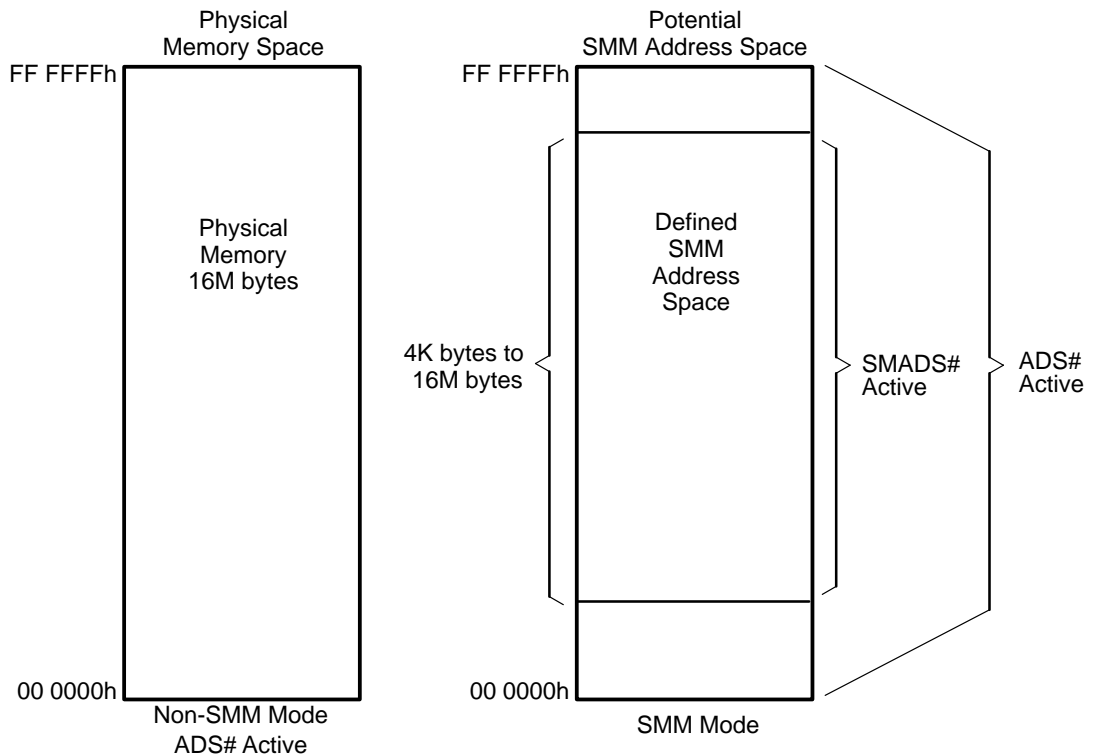 Physical
Memory Space
FF FFFFh
Physical
Memory
16M bytes
00 0000h
Non-SMM Mode
ADS# Active
Potential
SMM Address Space
FF FFFFh
Defined
SMM
Address
Space
4K bytes to
16M bytes
SMADS#
Active
ADS#
Active
00 0000h
SMM Mode